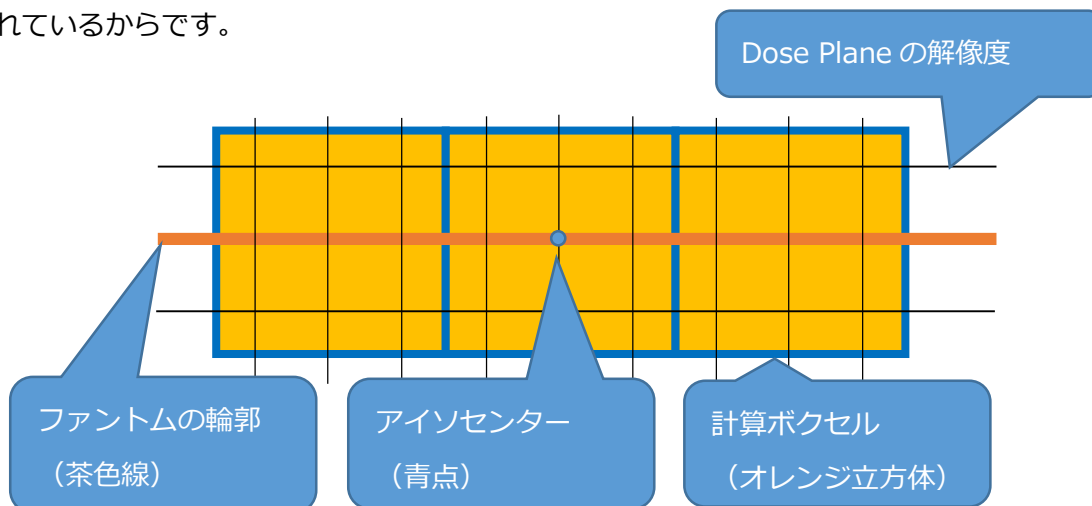 れているからです。
Dose Plane の解像度
ファントムの輪郭
（茶色線）
アイソセンター
（青点）
計算ボクセル
（オレンジ立方体）